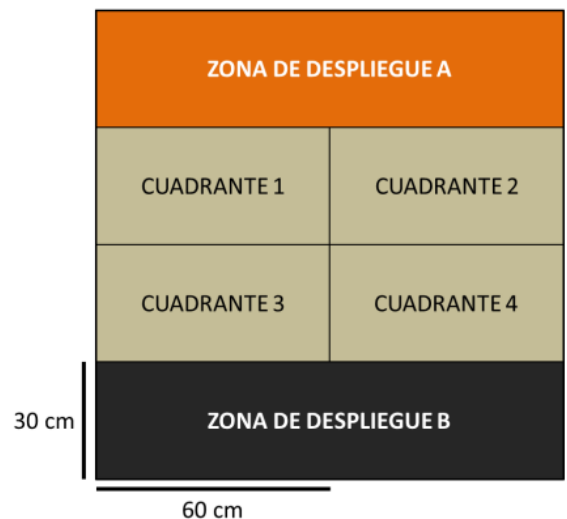 ZONA DE DESPLIEGUE A
CUADRANTE 1
CUADRANTE 2
CUADRANTE 3
CUADRANTE 4
30 cm
ZONA DE DESPLIEGUE B
60 cm